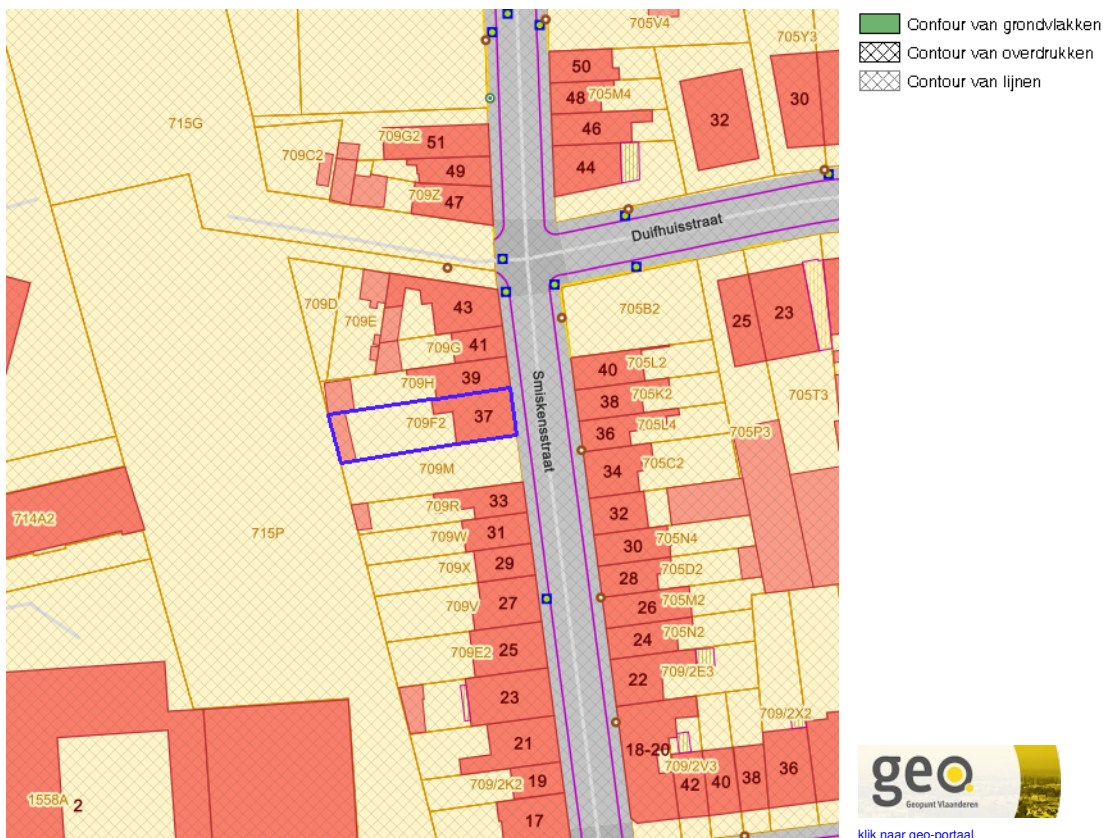 Contour van grondvlakken
Contour van overdrukken
Contour van lijnen
705V4
705Y3
50
48
705M4
46
44
32
30
715G
709G2
51
709C2
49
709Z
47
Duifhuisstraat
709D
709E
43
709G
41
709H
39
709F2
37
709M
Smiskensstraat
705B2
25
23
40
705L2
38
705K2
36
705L4
34
705C2
705P3
705T3
714A2
715P
709R
33
709W
31
709X
29
709V
27
709E2
25
23
21
709/2K2
19
17
32
30
705N4
28
705D2
26
705M2
24
705N2
22
709/2E3
709/2X2
18-20
709/2V3
42
40
38
36
1558A
2
geo
Geopunt Vlaanderen
klik naar geo-portaal